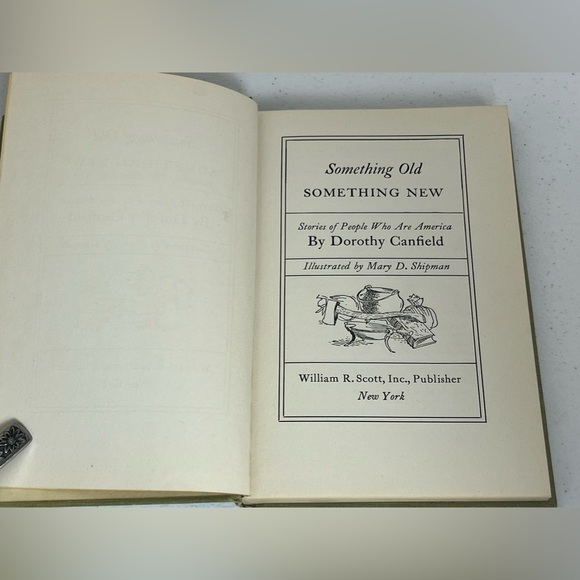 Something Old
SOMETHING NEW
Stories of People Who Are America
By Dorothy Canfield
Illustrated by Mary D. Shipman
William R. Scott, Inc., Publisher
New York